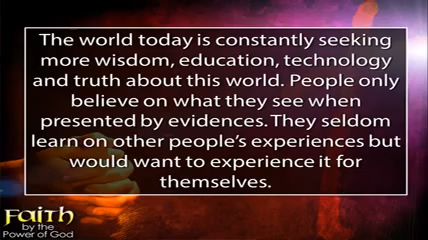 The world today is constantly seeking
more wisdom, education, technology
and truth about this world. People only
believe on what they see when
presented by evidences. They seldom
learn on other people's experiences but
would want to experience it for
themselves.
Faith
by the
Power of God